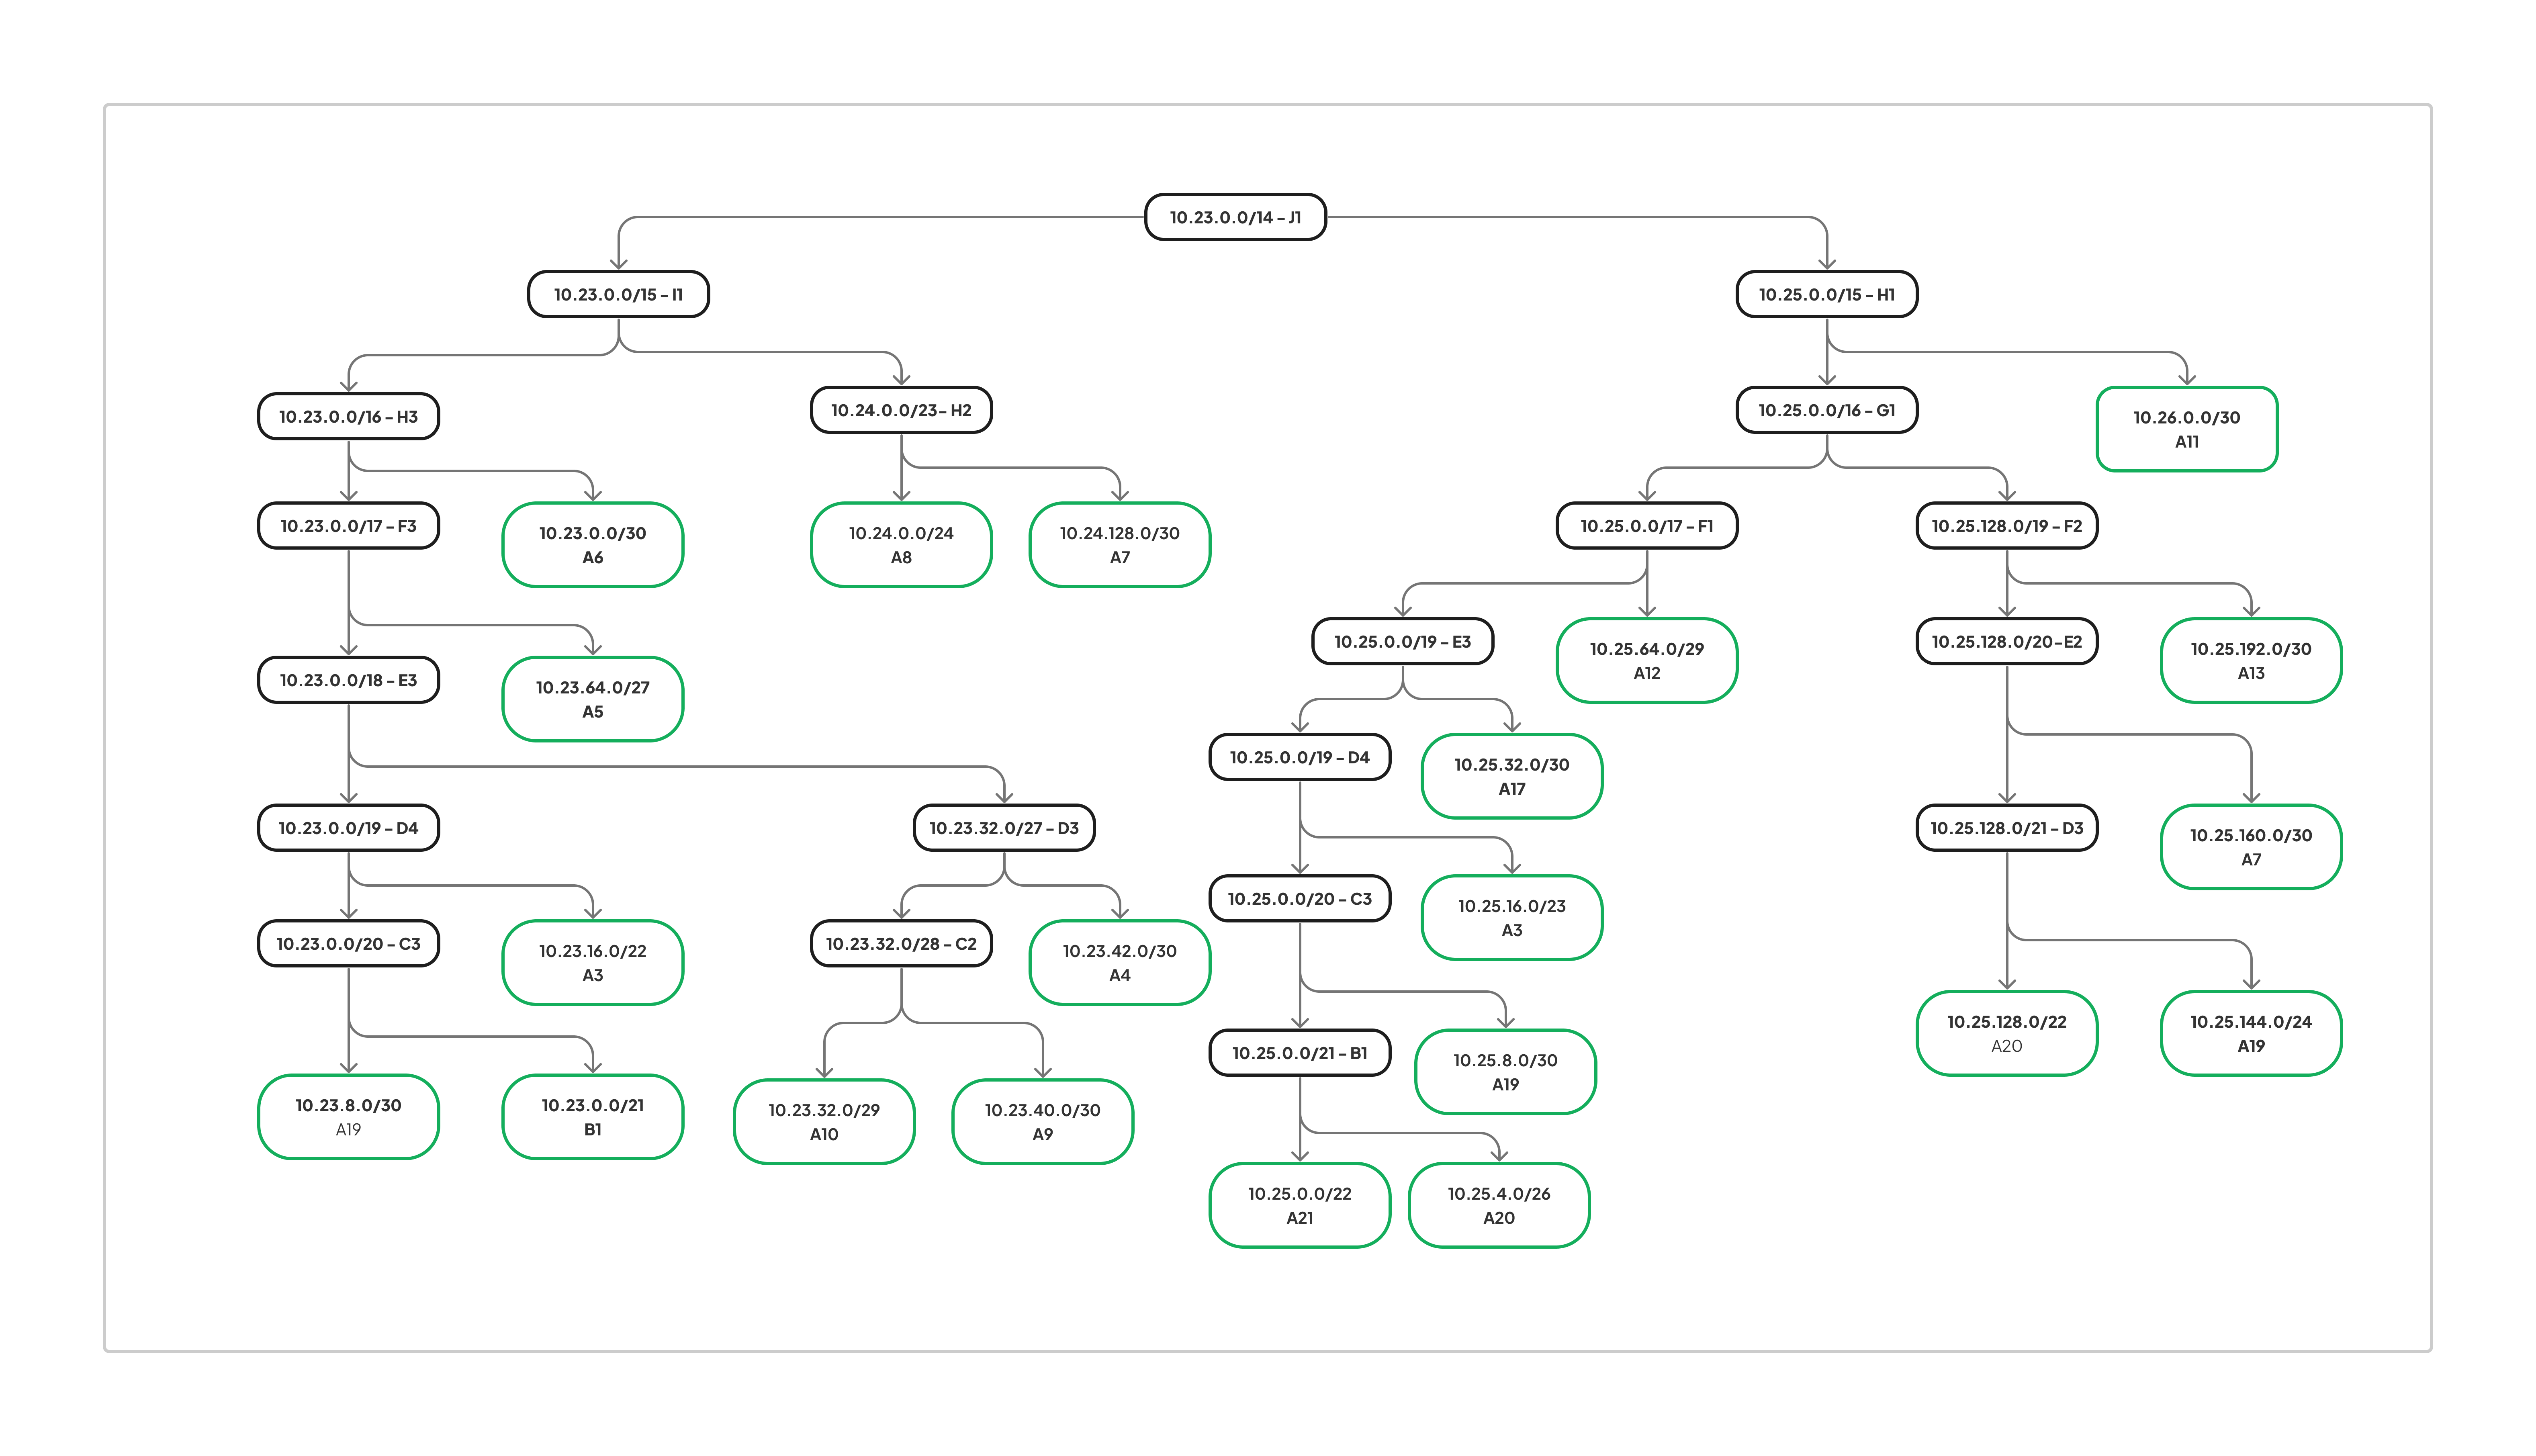 10.23.0.0/14 – J1
10.23.0.0/15 – I1
10.25.0.0/15 – H1
10.23.0.0/16 – H3
10.24.0.0/23– H2
10.25.0.0/16 – G1
10.26.0.0/30
A11
10.23.0.0/17 – F3
10.23.0.0/30
A6
10.24.0.0/24
A8
10.24.128.0/30
A7
10.25.0.0/17 – F1
10.25.128.0/19 – F2
10.25.0.0/19 – E3
10.25.64.0/29
A12
10.25.128.0/20–E2
10.25.192.0/30
A13
10.23.0.0/18 – E3
10.23.64.0/27
A5
10.25.0.0/19 – D4
10.25.32.0/30
A17
10.23.0.0/19 – D4
10.23.32.0/27 – D3
10.25.128.0/21 – D3
10.25.160.0/30
A7
10.25.0.0/20 – C3
10.25.16.0/23
A3
10.23.0.0/20 – C3
10.23.16.0/22
A3
10.23.32.0/28 – C2
10.23.42.0/30
A4
10.25.0.0/21 – B1
10.25.8.0/30
A19
10.25.128.0/22
A20
10.25.144.0/24
A19
10.23.8.0/30
A19
10.23.0.0/21
B1
10.23.32.0/29
A10
10.23.40.0/30
A9
10.25.0.0/22
A21
10.25.4.0/26
A20